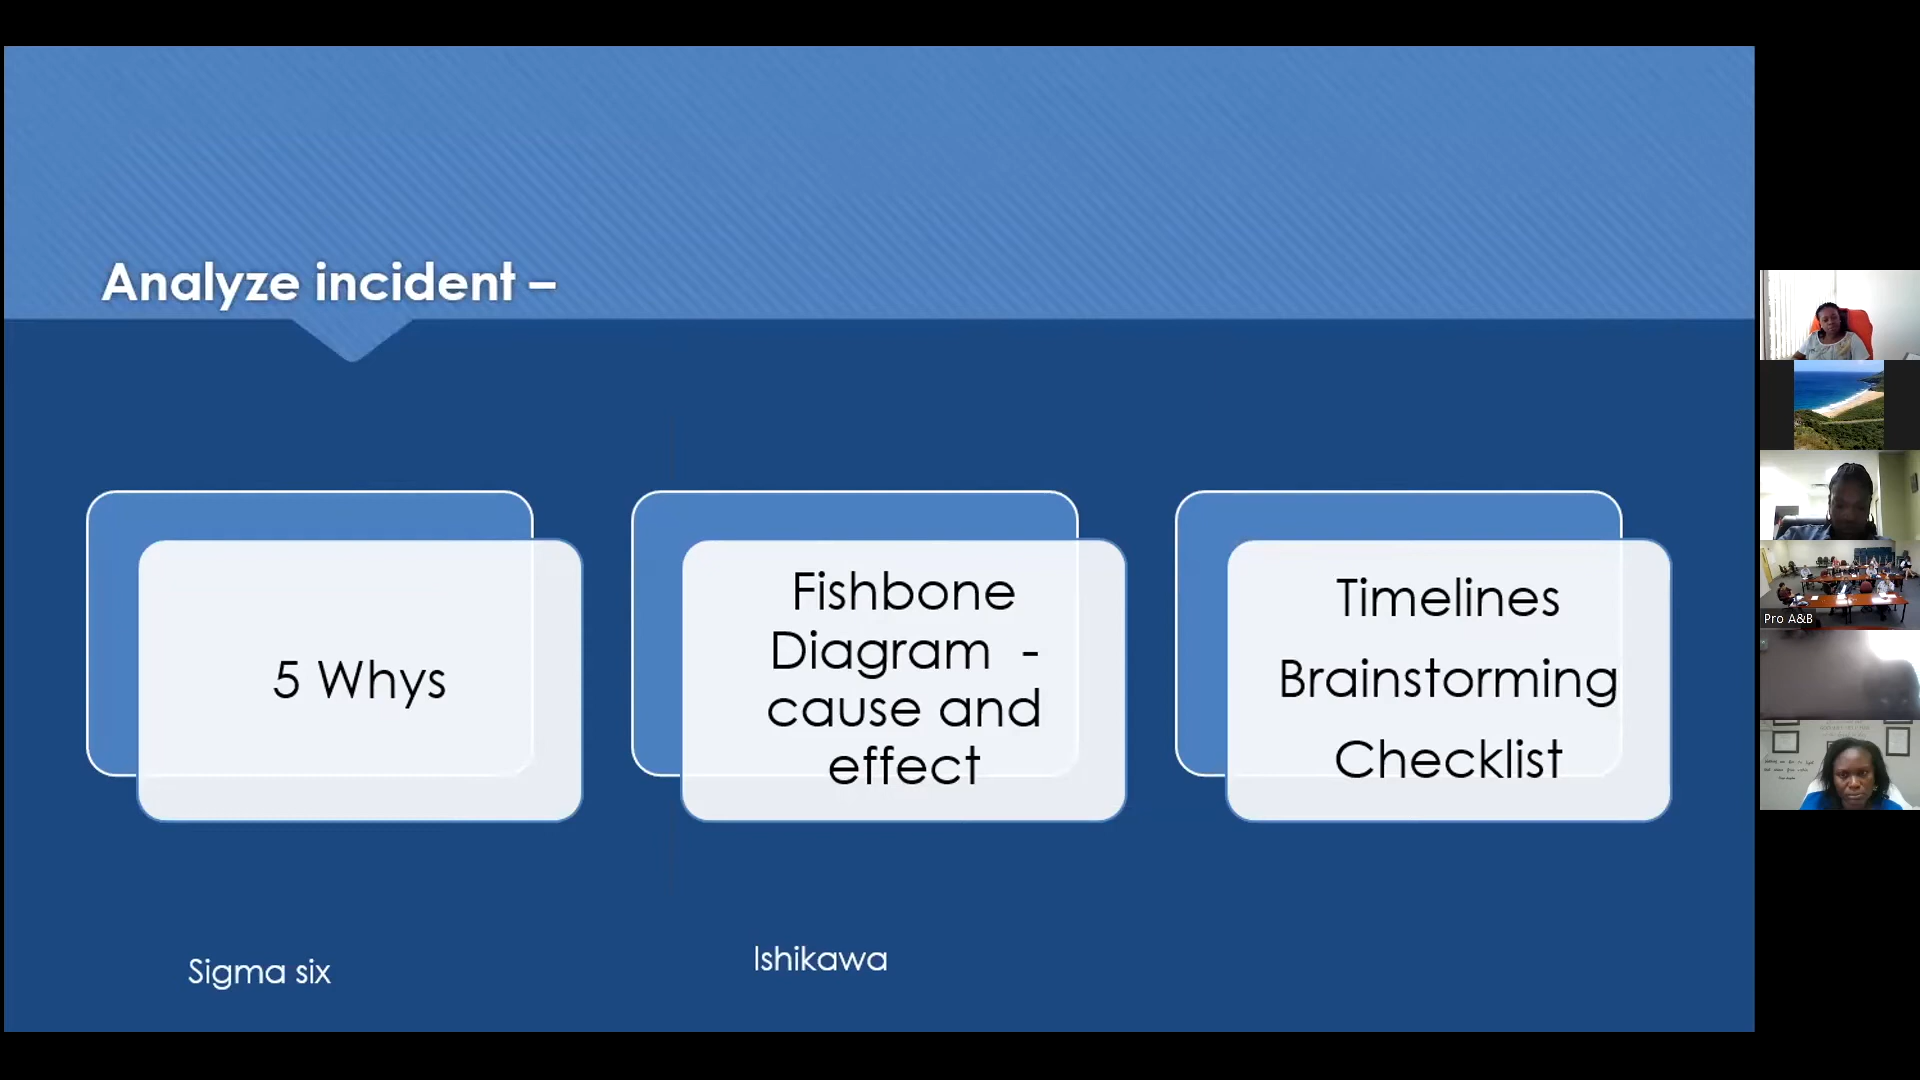 Analyze incident –
5 Whys
Fishbone
Diagram -
cause and
effect
Timelines
Brainstorming
Checklist
Sigma six
Ishikawa
Pro A&B